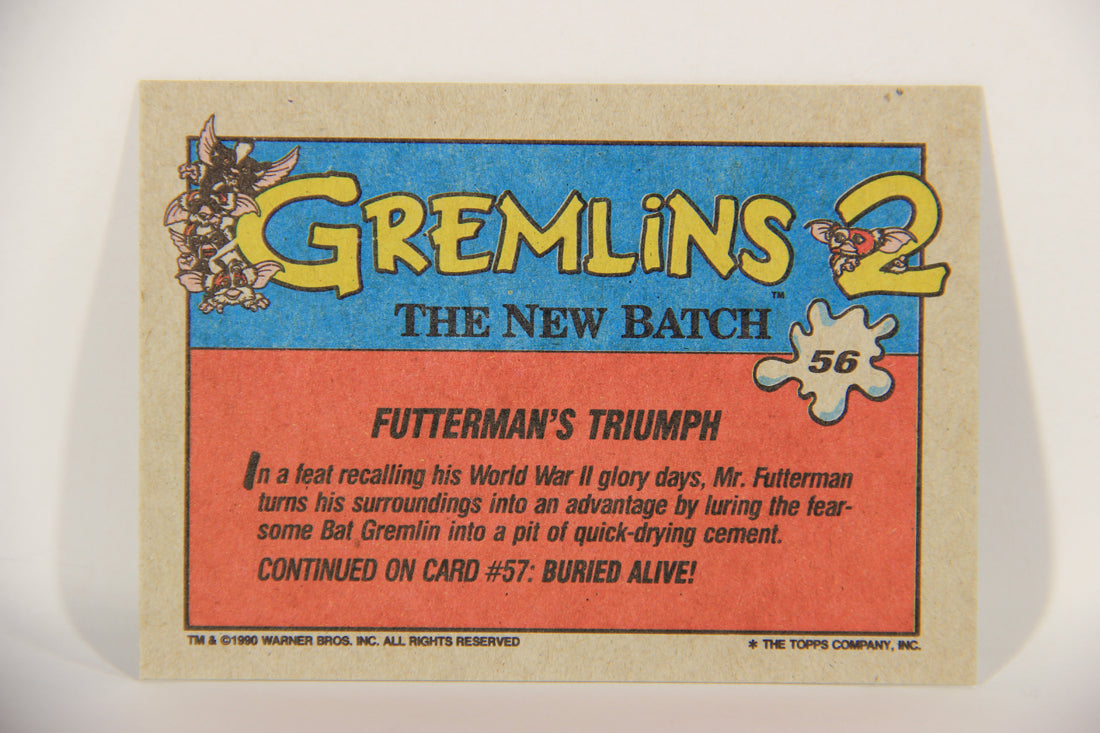 GREMLiNS 2
™
THE NEW BATCH
56
FUTTERMAN'S TRIUMPH
In a feat recalling his World War II glory days, Mr. Futterman
turns his surroundings into an advantage by luring the fear-
some Bat Gremlin into a pit of quick-drying cement.
CONTINUED ON CARD #57: BURIED ALIVE!
TM & ©1990 WARNER BROS. INC. ALL RIGHTS RESERVED
* THE TOPPS COMPANY, INC.